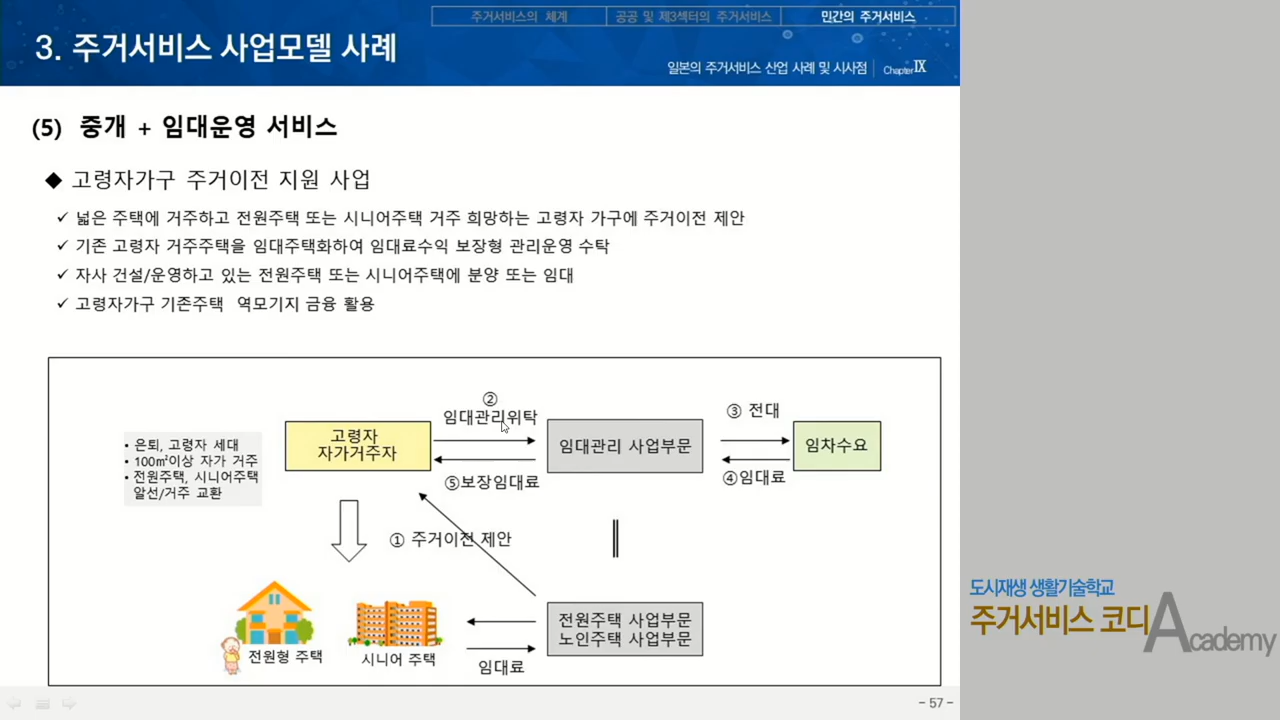 주거서비스의 체계
공공 및 제3섹터의 주거서비스
민간의 주거서비스
3. 주거서비스 사업모델 사례
일본의 주거서비스 산업 사례 및 시사점
Chapter Ⅸ
(5) 중개 + 임대운영 서비스
◆ 고령자가구 주거이전 지원 사업
✓ 넓은 주택에 거주하고 전원주택 또는 시니어주택 거주 희망하는 고령자 가구에 주거이전 제안
✓ 기존 고령자 거주주택을 임대주택화하여 임대료수익 보장형 관리운영 수탁
✓ 자사 건설/운영하고 있는 전원주택 또는 시니어주택에 분양 또는 임대
✓ 고령자가구 기존주택 역모기지 금융 활용
②
임대관리위탁
③ 전대
• 은퇴, 고령자 세대
• 100㎡이상 자가 거주
• 전원주택, 시니어주택
알선/거주 교환
고령자
자가거주자
임대관리 사업부문
임차수요
⑤보장임대료
④임대료
① 주거이전 제안
전원주택 사업부문
노인주택 사업부문
전원형 주택
시니어 주택
임대료
도시재생 생활기술학교
주거서비스 코디
Academy
- 57 -